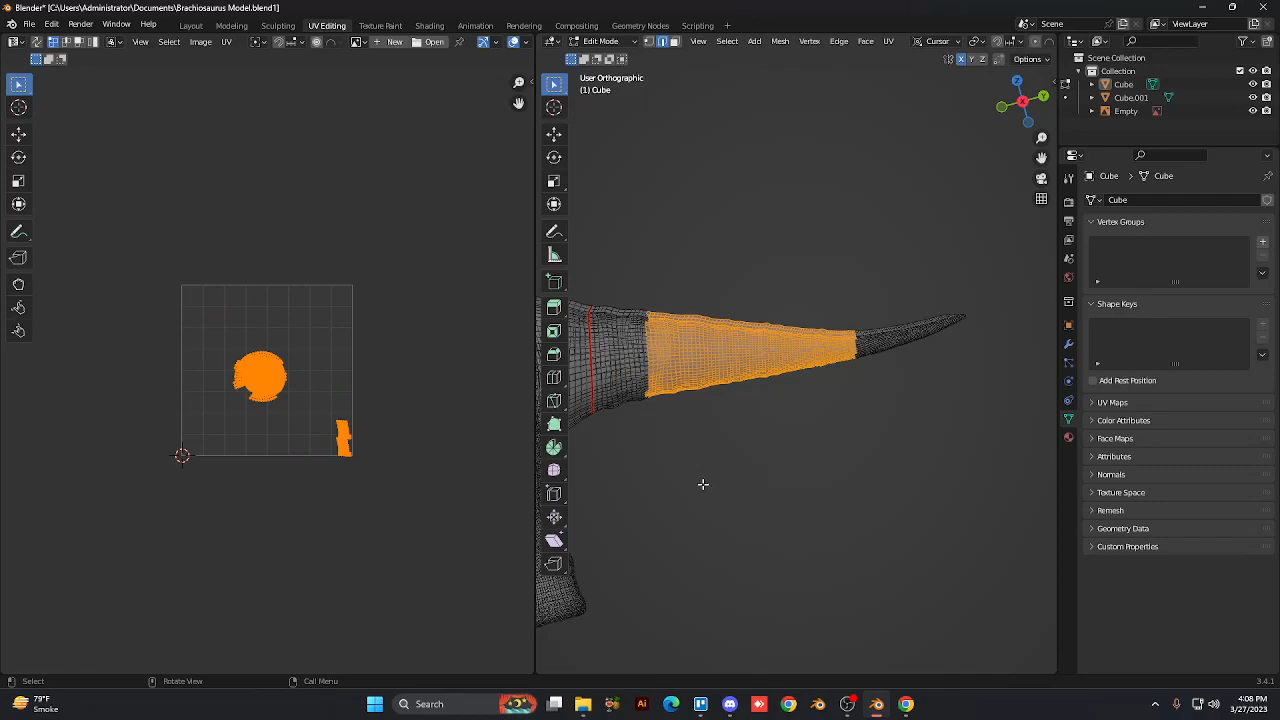 Blender* [C:\Users\Administrator\Documents\Brachiosaurus Model.blend1]
File Edit Render Window Help Layout Modeling Sculpting UV Editing Texture Paint Shading Animation Rendering Compositing Geometry Nodes Scripting + Scene ViewLayer
View Select Image UV New Open Edit Mode View Select Add Mesh Vertex Edge Face UV Cursor
X Y Z Options
Scene Collection
Collection
Cube
Cube.001
Empty
User Orthographic
(1) Cube
Z
Y
X
Cube Cube
Cube
Vertex Groups
Shape Keys
Add Rest Position
UV Maps
Color Attributes
Face Maps
Attributes
Normals
Texture Space
Remesh
Geometry Data
Custom Properties
Select Rotate View Call Menu 3.4.1
79°F
Smoke
Search
4:08 PM
3/27/2023